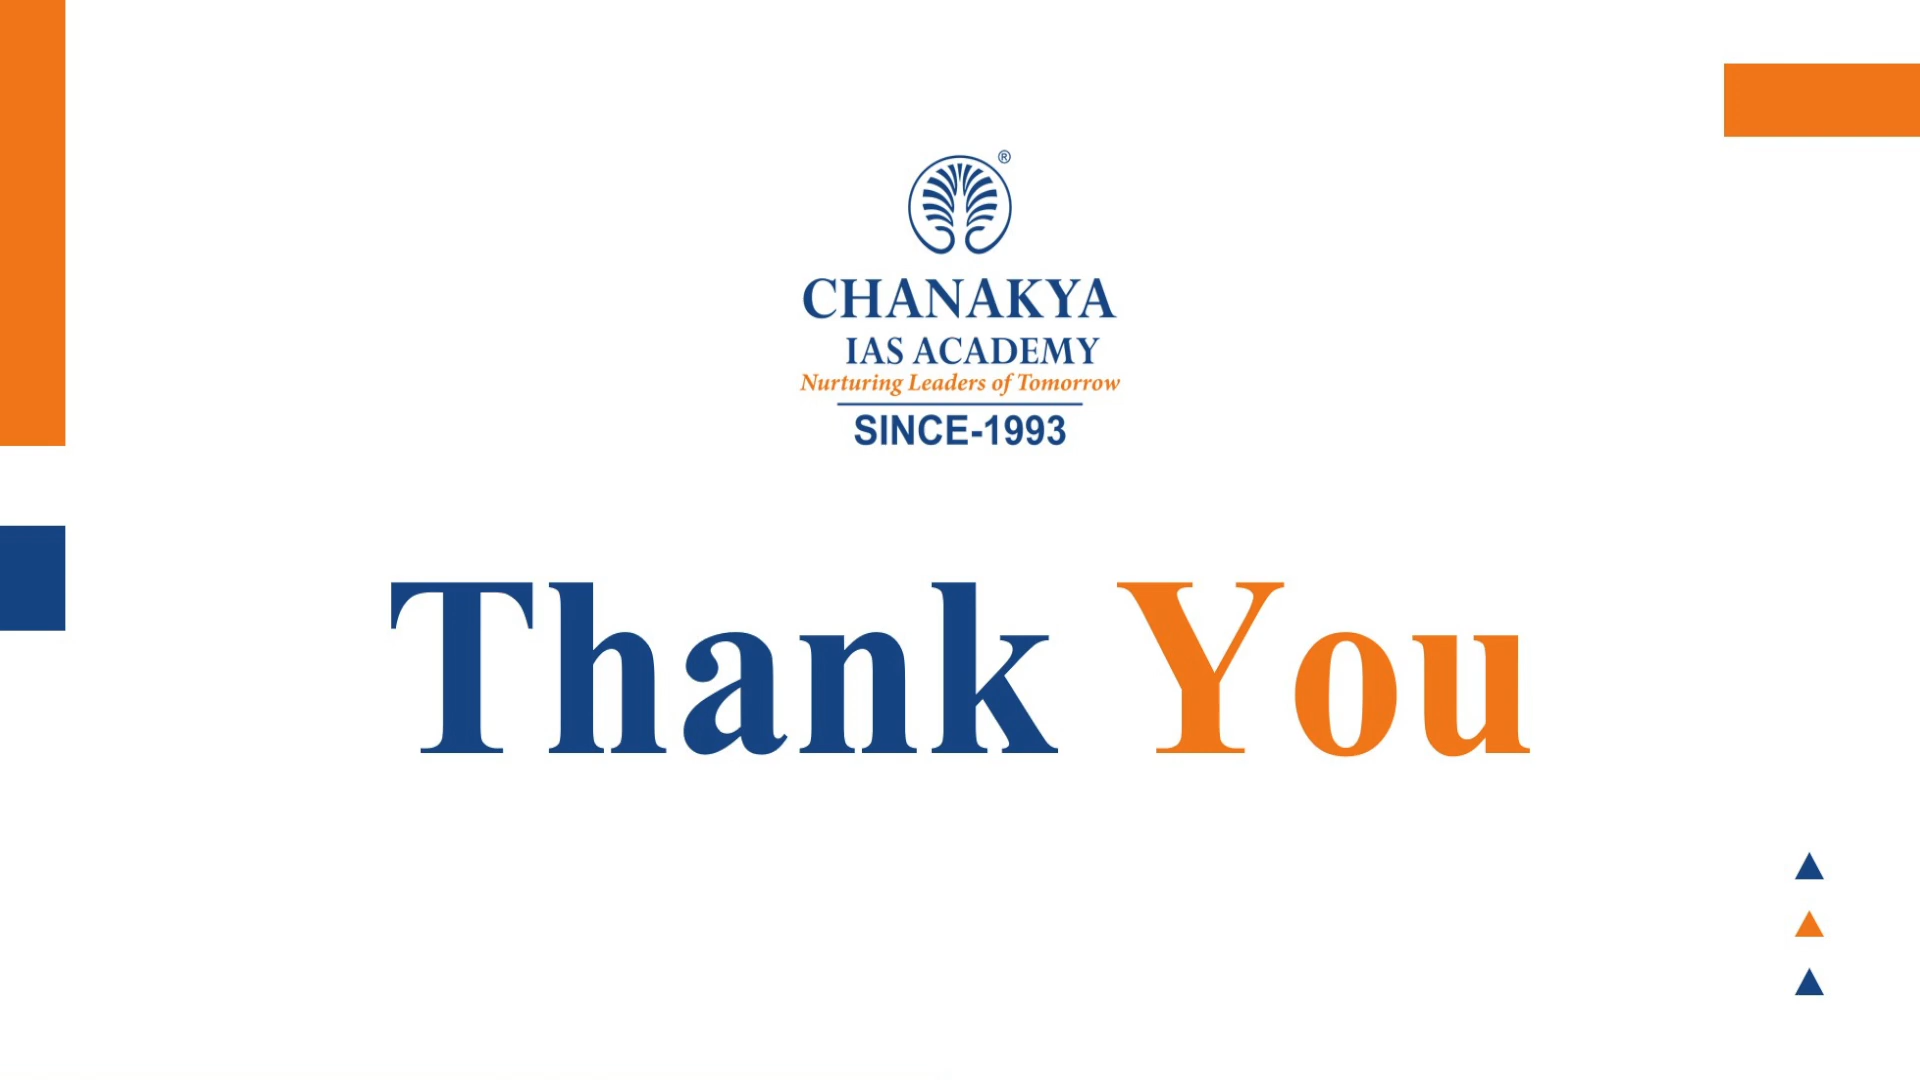 ®
CHANAKYA
IAS ACADEMY
Nurturing Leaders of Tomorrow
SINCE-1993
Thank You